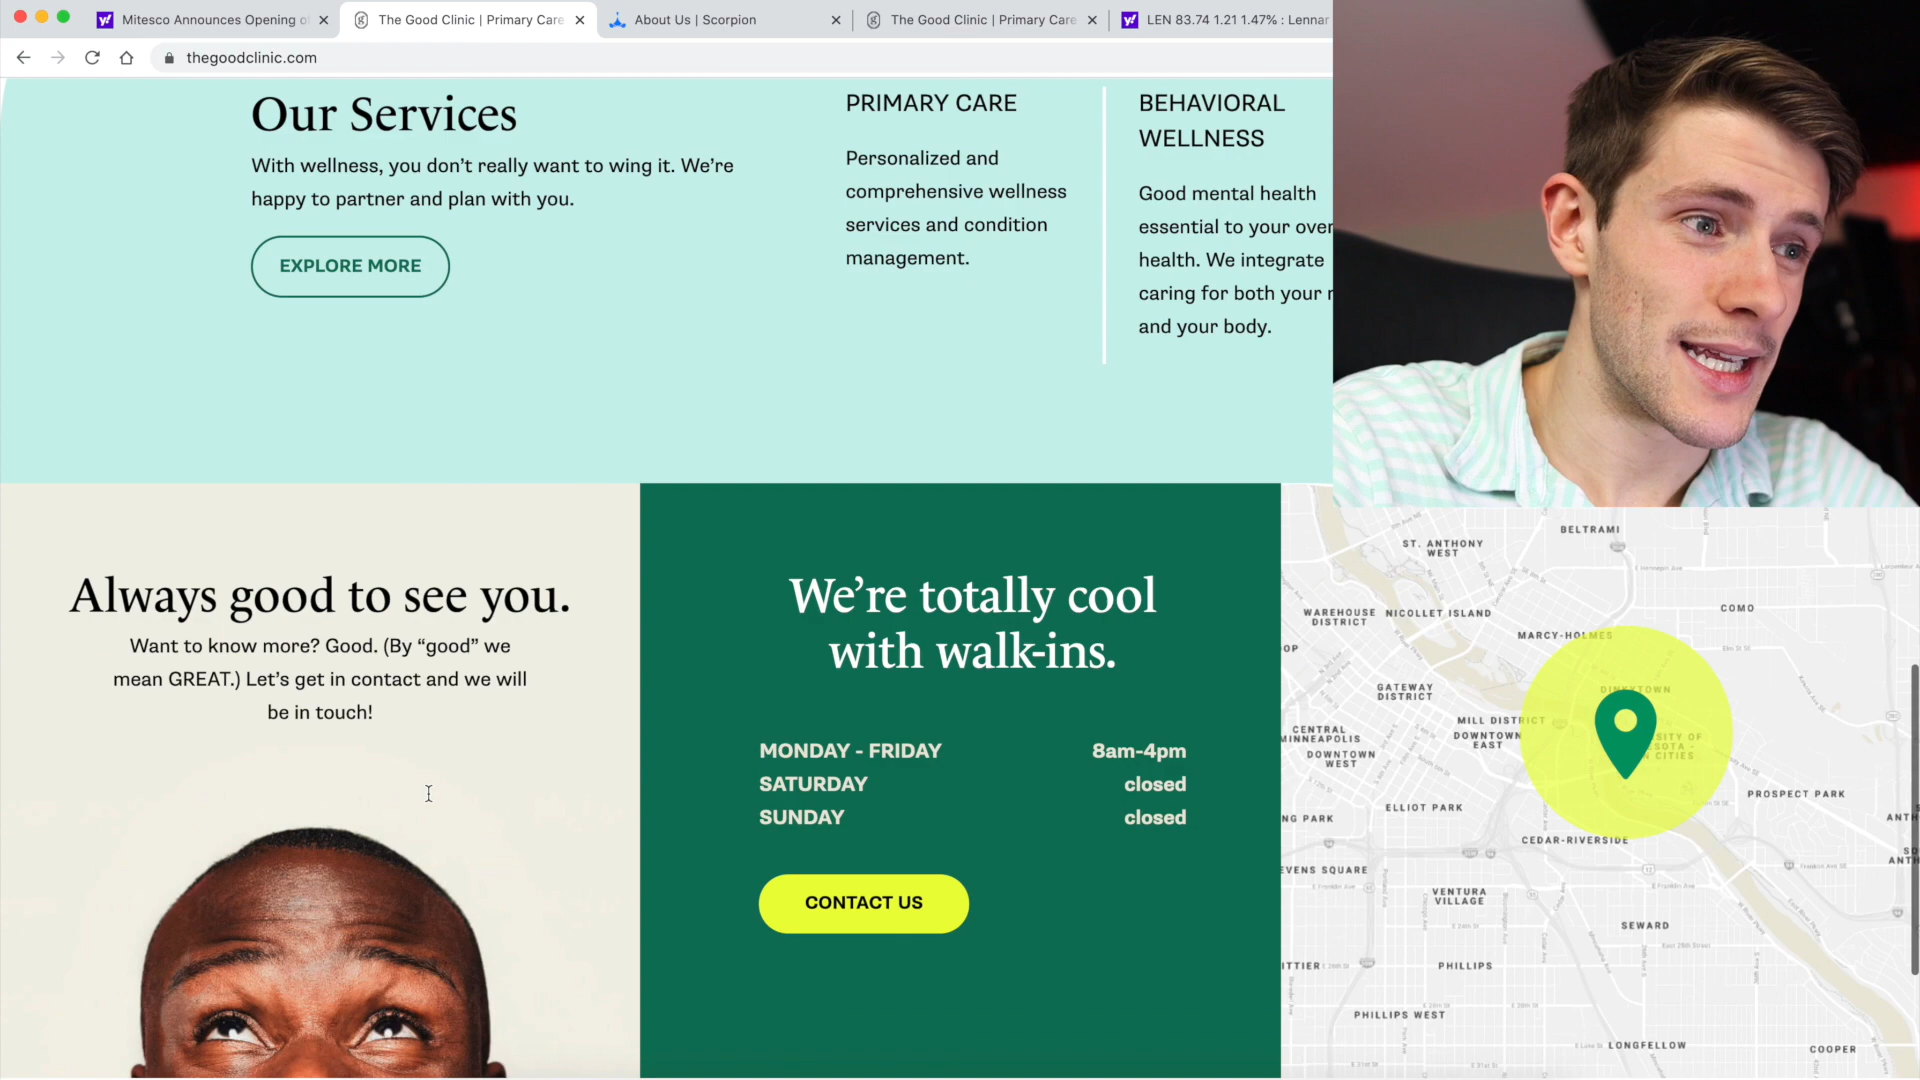 Mitesco Announces Opening o
The Good Clinic | Primary Care
About Us | Scorpion
The Good Clinic | Primary Care
LEN 83.74 1.21 1.47% : Lennar
thegoodclinic.com
Our Services
With wellness, you don’t really want to wing it. We’re
happy to partner and plan with you.
EXPLORE MORE
PRIMARY CARE
Personalized and
comprehensive wellness
services and condition
management.
BEHAVIORAL
WELLNESS
Good mental health
essential to your over
health. We integrate
caring for both your
and your body.
Always good to see you.
Want to know more? Good. (By “good” we
mean GREAT.) Let’s get in contact and we will
be in touch!
We’re totally cool
with walk-ins.
MONDAY - FRIDAY 8am-4pm
SATURDAY closed
SUNDAY closed
CONTACT US
BELTRAMI
ST. ANTHONY
WEST
COMO
WAREHOUSE
DISTRICT
NICOLLET ISLAND
MARCY-HOLMES
DINKYTOWN
GATEWAY
DISTRICT
MILL DISTRICT
DOWNTOWN
EAST
CENTRAL
MINNEAPOLIS
DOWNTOWN
WEST
PROSPECT PARK
ELLIOT PARK
NG PARK
CEDAR-RIVERSIDE
EVENS SQUARE
VENTURA
VILLAGE
SEWARD
ITTIER
PHILLIPS
PHILLIPS WEST
LONGFELLOW
COOPER